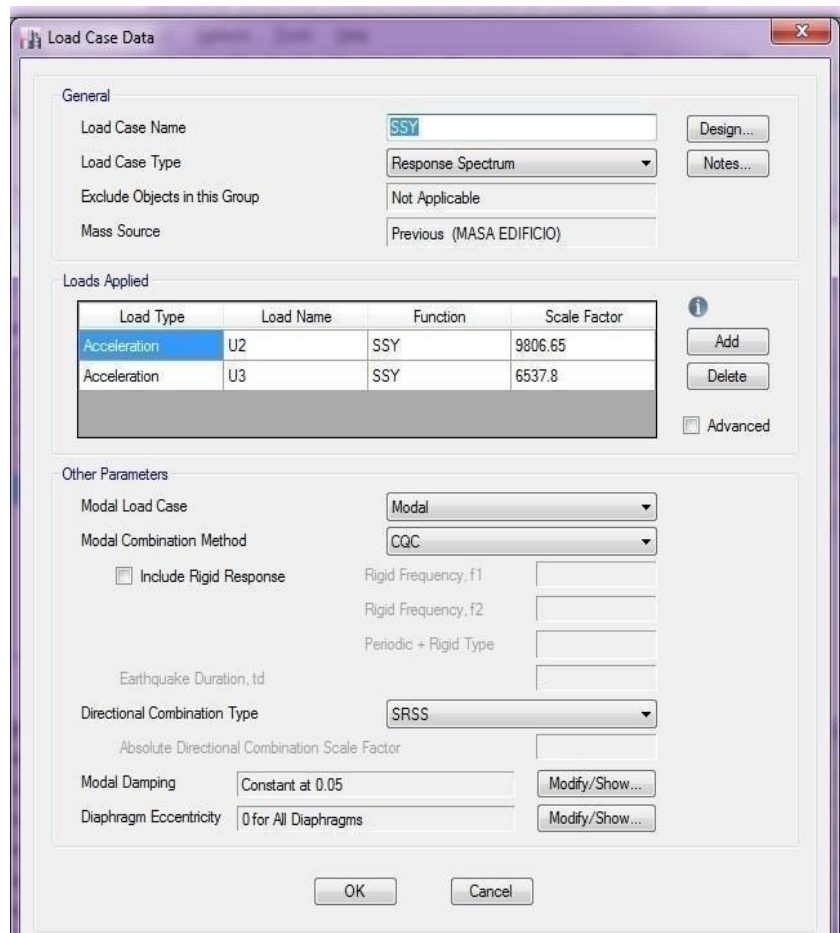 Load Case Data
General
Load Case Name SSY Design...
Load Case Type Response Spectrum Notes...
Exclude Objects in this Group Not Applicable
Mass Source Previous (MASA EDIFICIO)
Loads Applied
Load Type Load Name Function Scale Factor
Acceleration U2 SSY 9806.65 Add
Acceleration U3 SSY 6537.8 Delete
Advanced
Other Parameters
Modal Load Case Modal
Modal Combination Method CQC
Include Rigid Response Rigid Frequency, f1
Rigid Frequency, f2
Periodic + Rigid Type
Earthquake Duration, td
Directional Combination Type SRSS
Absolute Directional Combination Scale Factor
Modal Damping Constant at 0.05 Modify/Show...
Diaphragm Eccentricity 0 for All Diaphragms Modify/Show...
OK Cancel